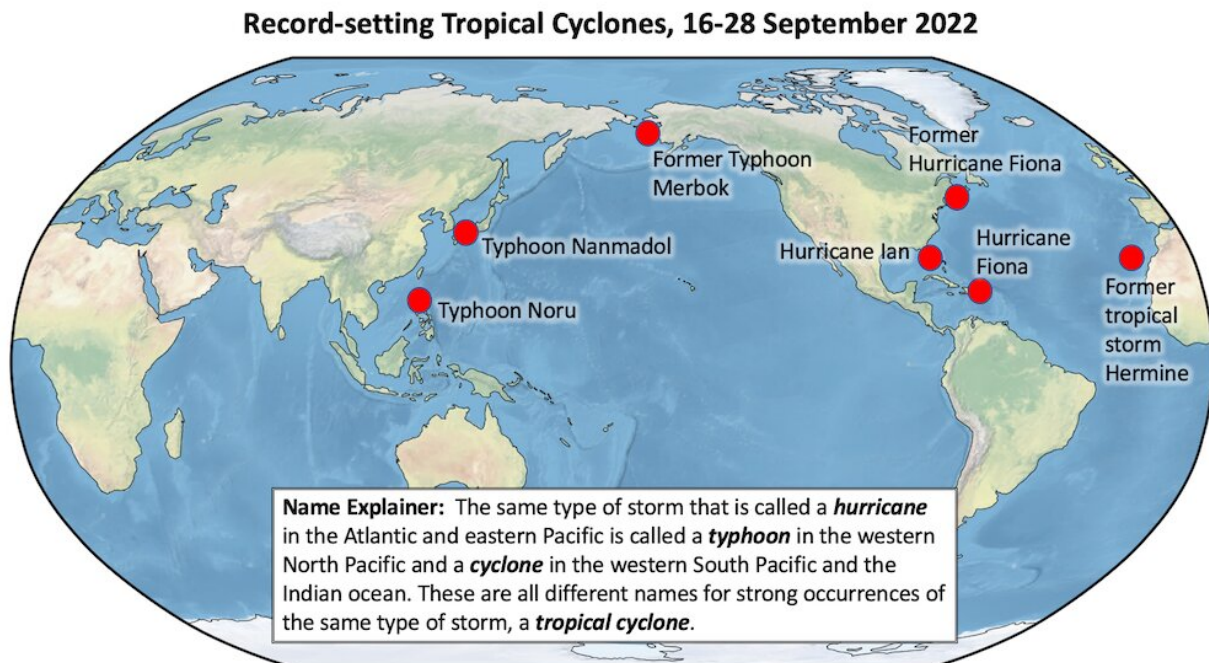 Record-setting Tropical Cyclones, 16-28 September 2022
Former
Hurricane Fiona
Former Typhoon
Merbok
Typhoon Nanmadol
Hurricane Ian
Hurricane
Fiona
Typhoon Noru
Former
tropical
storm
Hermine
Name Explainer: The same type of storm that is called a hurricane
in the Atlantic and eastern Pacific is called a typhoon in the western
North Pacific and a cyclone in the western South Pacific and the
Indian ocean. These are all different names for strong occurrences of
the same type of storm, a tropical cyclone.